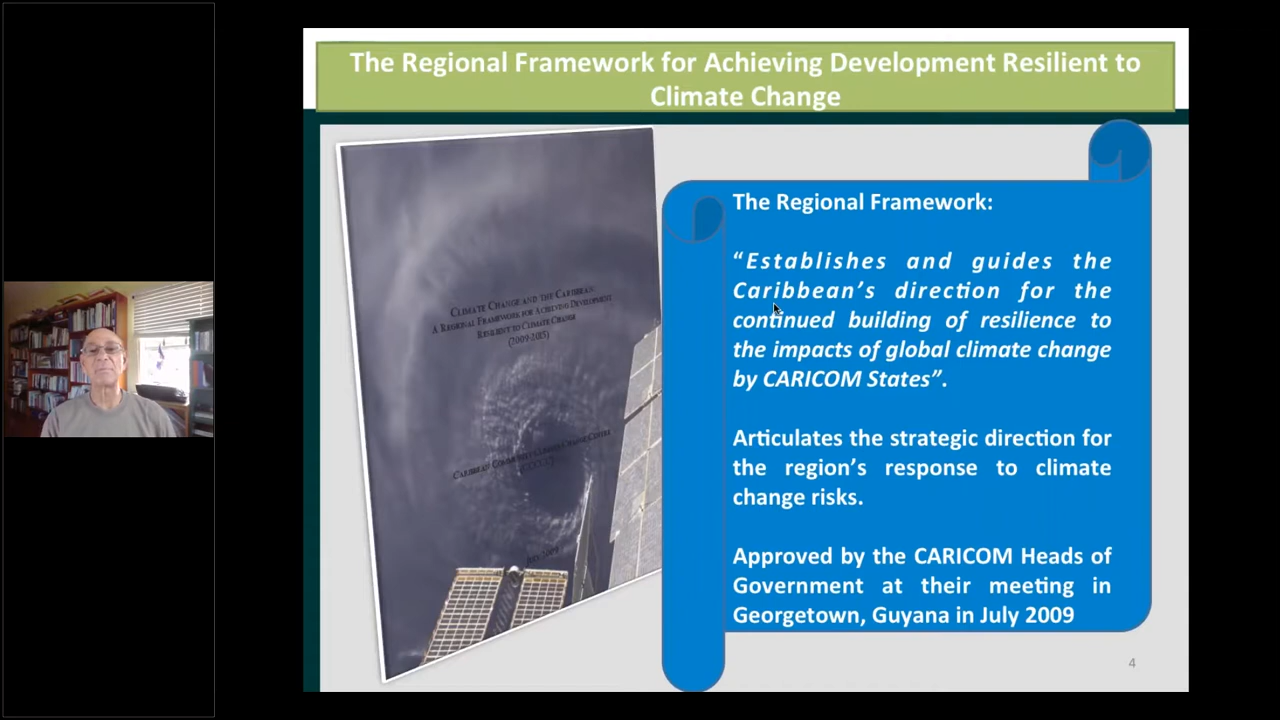 The Regional Framework for Achieving Development Resilient to
Climate Change
CLIMATE CHANGE AND THE CARIBBEAN:
A REGIONAL FRAMEWORK FOR ACHIEVING DEVELOPMENT
RESILIENT TO CLIMATE CHANGE
(2009-2015)
CARIBBEAN COMMUNITY CLIMATE CHANGE CENTRE
July 2009
The Regional Framework:
“Establishes and guides the
Caribbean’s direction for the
continued building of resilience to
the impacts of global climate change
by CARICOM States”.
Articulates the strategic direction for
the region’s response to climate
change risks.
Approved by the CARICOM Heads of
Government at their meeting in
Georgetown, Guyana in July 2009
4